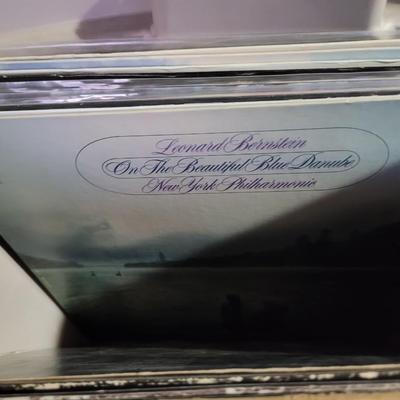 Leonard Bernstein
On The Beautiful Blue Danube
New York Philharmonic